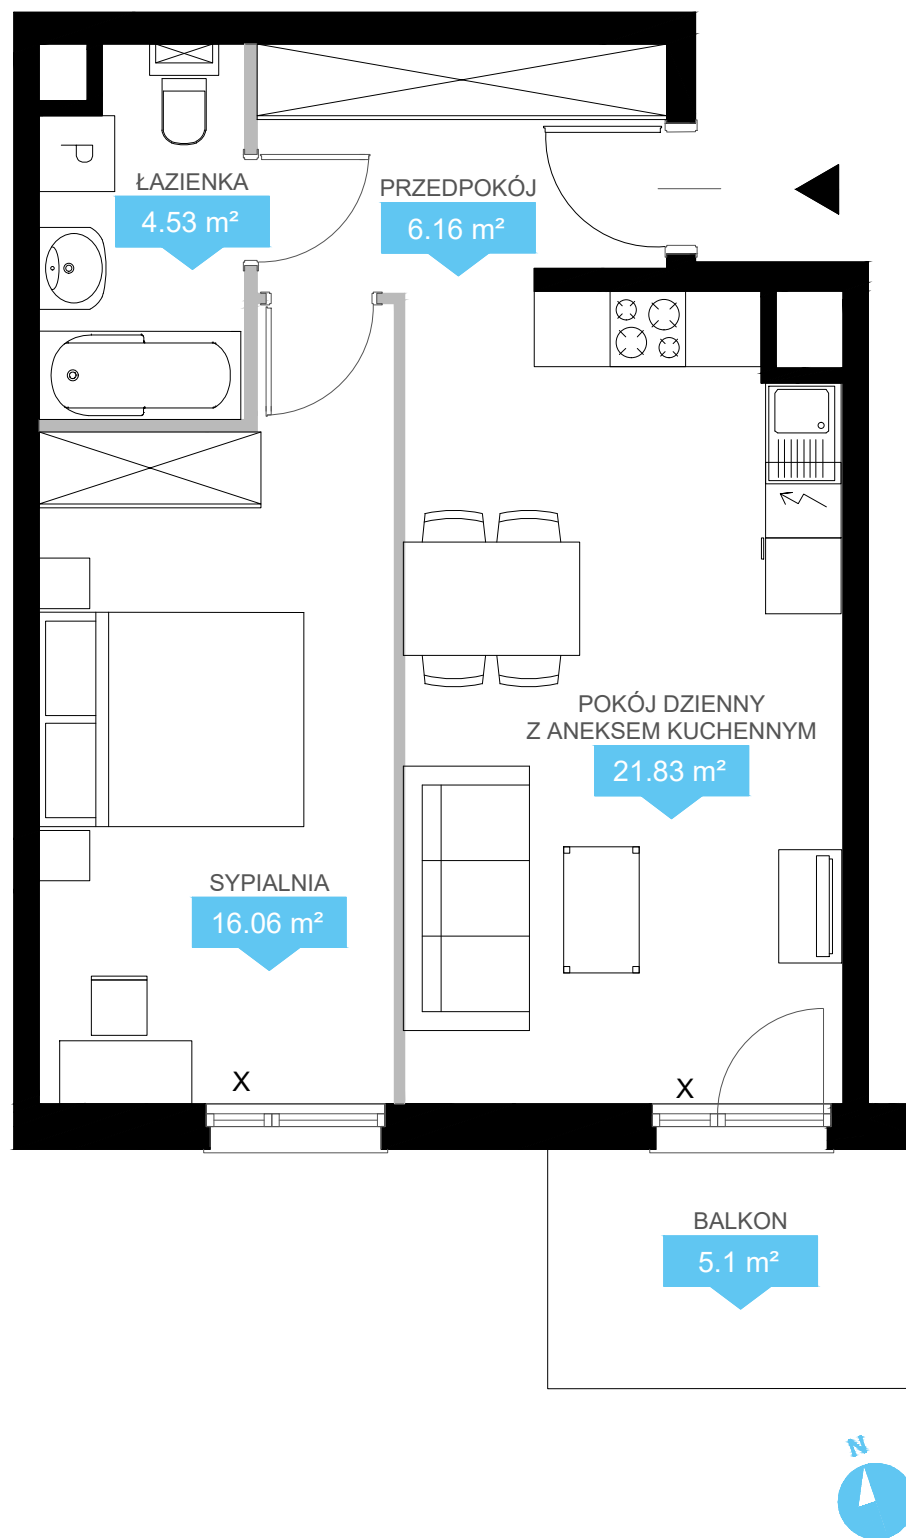 ŁAZIENKA
4.53 m²
PRZEDPOKÓJ
6.16 m²
P
POKÓJ DZIENNY
Z ANEKSEM KUCHENNYM
21.83 m²
SYPIALNIA
16.06 m²
X
X
BALKON
5.1 m²
N